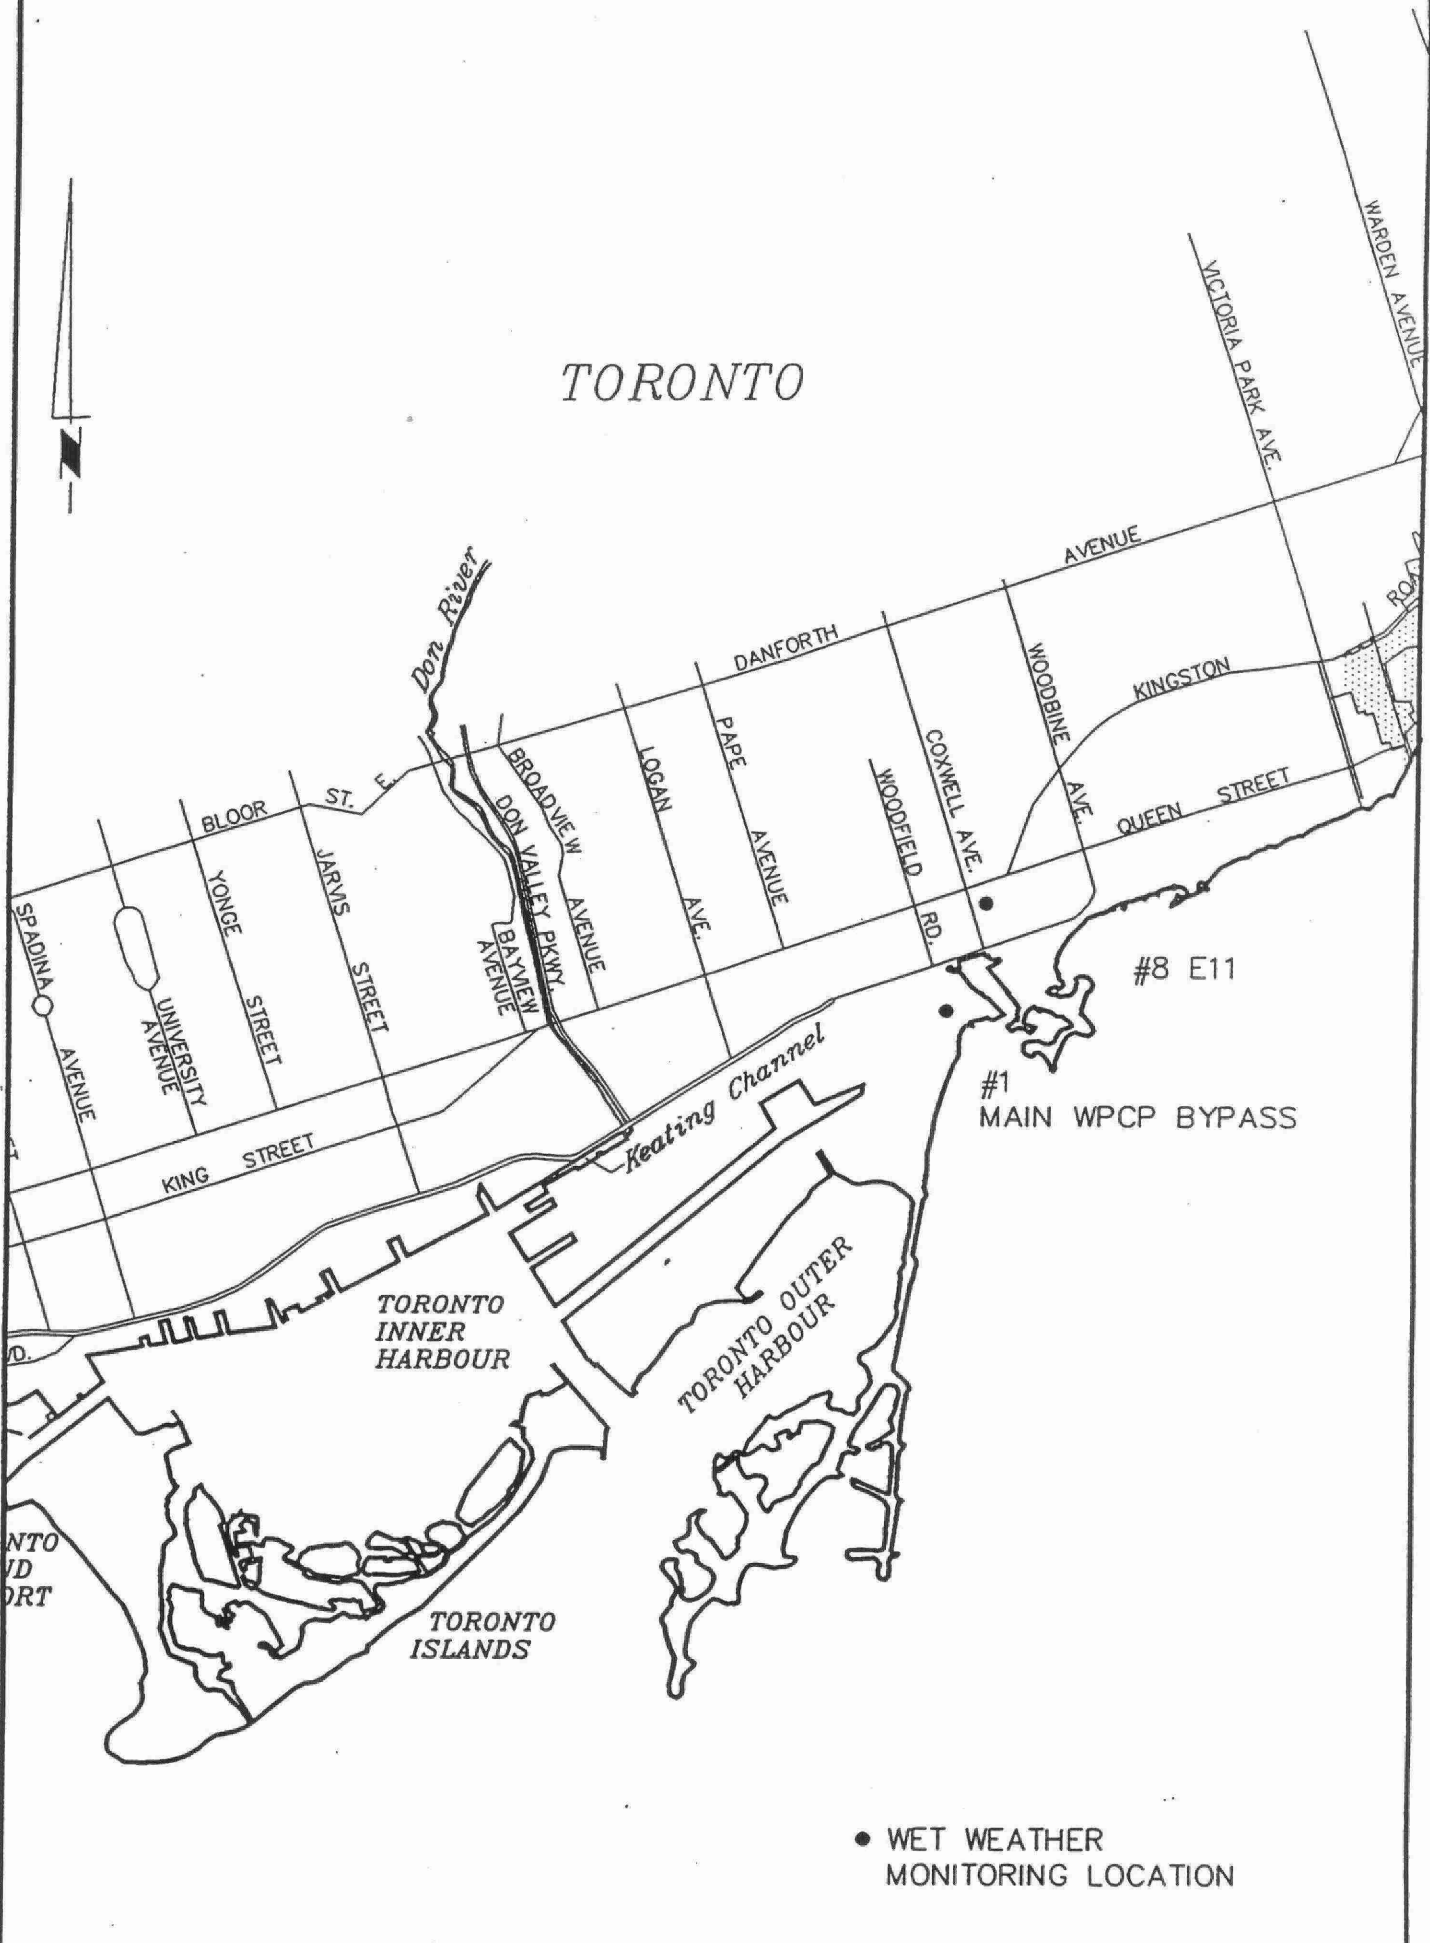 WARDEN AVENUE
VICTORIA PARK AVE.
TORONTO
N
Don River
DANFORTH AVENUE
KINGSTON
WOODBINE AVE.
COXWELL AVE.
WOODFIELD RD.
PAPE AVENUE
LOGAN AVE.
BROADVIEW AVENUE
DON VALLEY PKWY.
BAYVIEW
AVENUE
BLOOR ST. E.
QUEEN STREET
JARVIS STREET
YONGE STREET
UNIVERSITY
AVENUE
SPADINA AVENUE
KING STREET
#8 E11
#1
MAIN WPCP BYPASS
Keating Channel
TORONTO
INNER
HARBOUR
TORONTO OUTER
HARBOUR
TORONTO
ISLANDS
WET WEATHER
MONITORING LOCATION